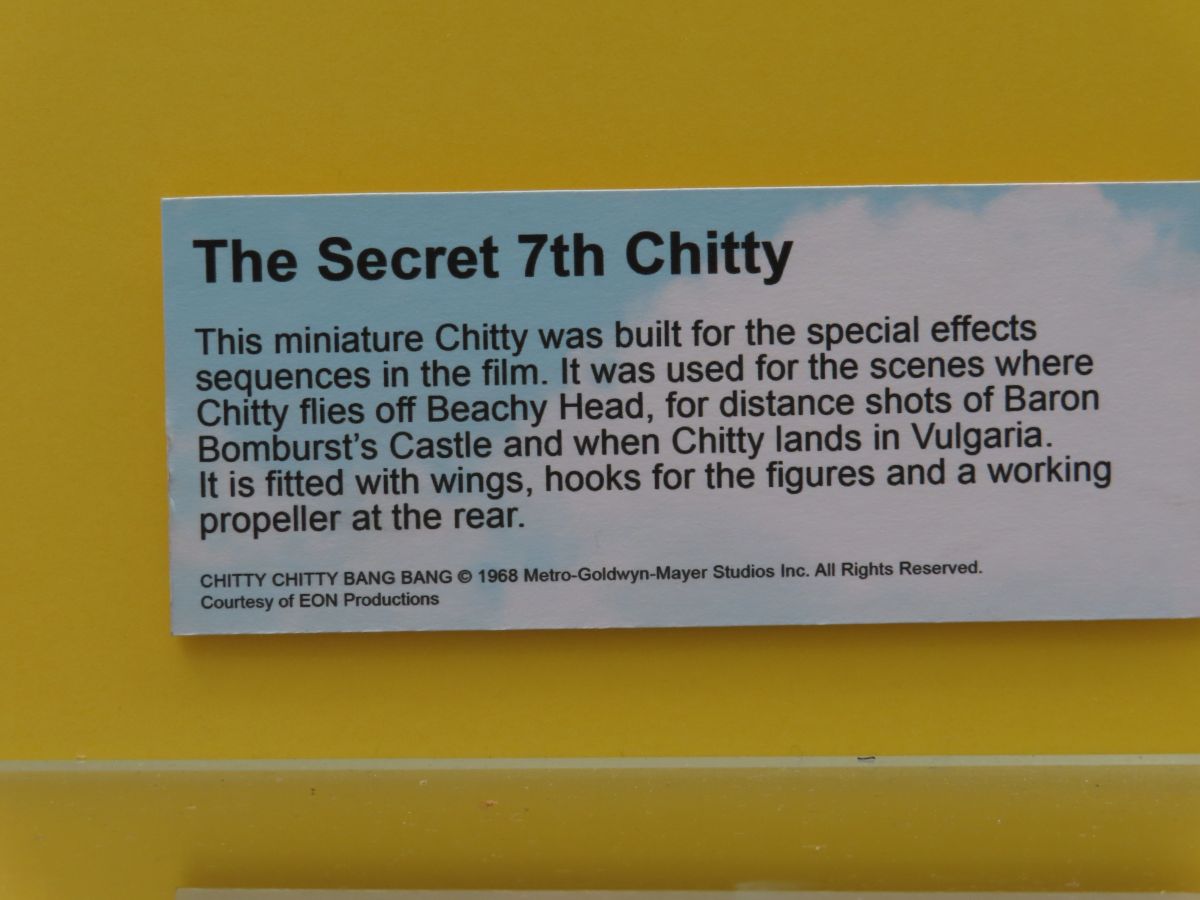 The Secret 7th Chitty
This miniature Chitty was built for the special effects
sequences in the film. It was used for the scenes where
Chitty flies off Beachy Head, for distance shots of Baron
Bomburst's Castle and when Chitty lands in Vulgaria.
It is fitted with wings, hooks for the figures and a working
propeller at the rear.
CHITTY CHITTY BANG BANG © 1968 Metro-Goldwyn-Mayer Studios Inc. All Rights Reserved.
Courtesy of EON Productions